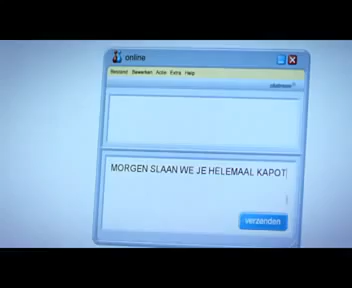 online
Bestand Bewerken Actie Extra Help
MORGEN SLAAN WE JE HELEMAAL KAPOT
verzenden